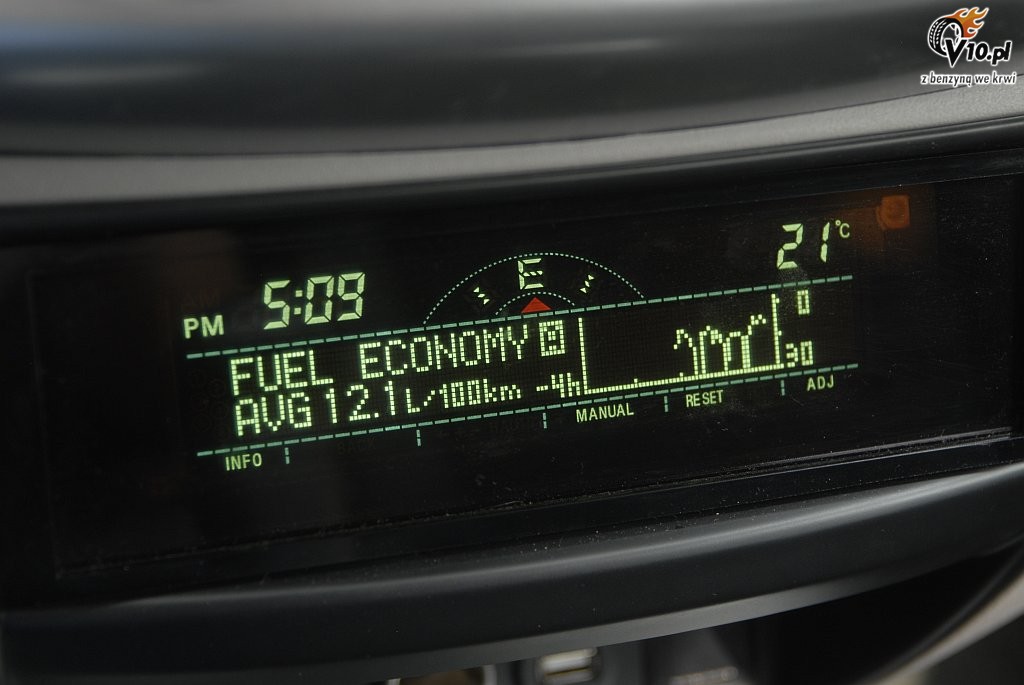 V10.pl
z benzyną we krwi
21°C
E
PM 5:09
FUEL ECONOMY M
0
AVG 12.1L/100km -4h
30
INFO MANUAL RESET ADJ